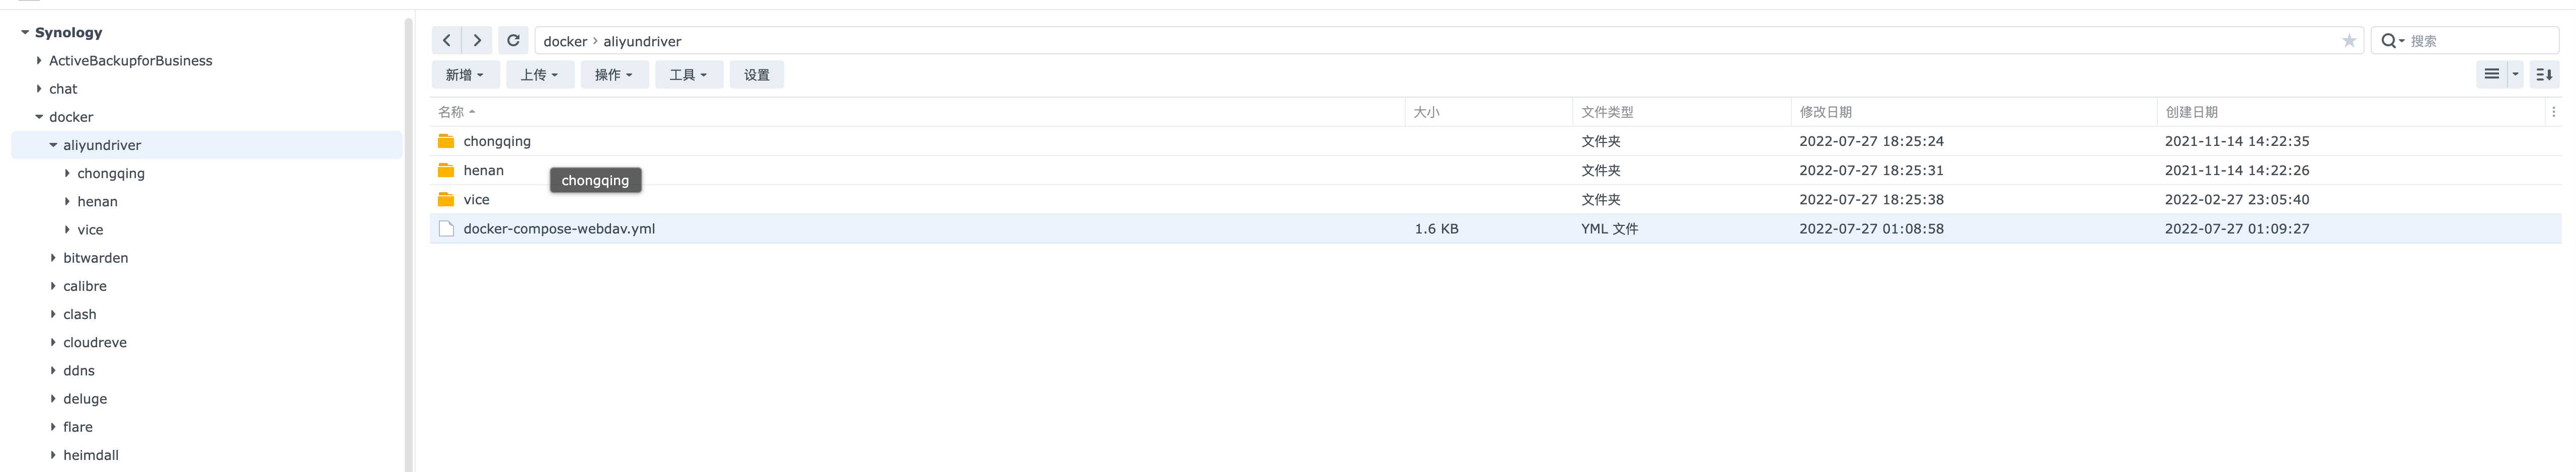 Synology
ActiveBackupforBusiness
chat
docker
aliyundriver
chongqing
henan
vice
bitwarden
calibre
clash
cloudreve
ddns
deluge
flare
heimdall
docker › aliyundriver
搜索
新增 上传 操作 工具 设置
名称 大小 文件类型 修改日期 创建日期
chongqing 文件夹 2022-07-27 18:25:24 2021-11-14 14:22:35
henan 文件夹 2022-07-27 18:25:31 2021-11-14 14:22:26
chongqing
vice 文件夹 2022-07-27 18:25:38 2022-02-27 23:05:40
docker-compose-webdav.yml 1.6 KB YML 文件 2022-07-27 01:08:58 2022-07-27 01:09:27